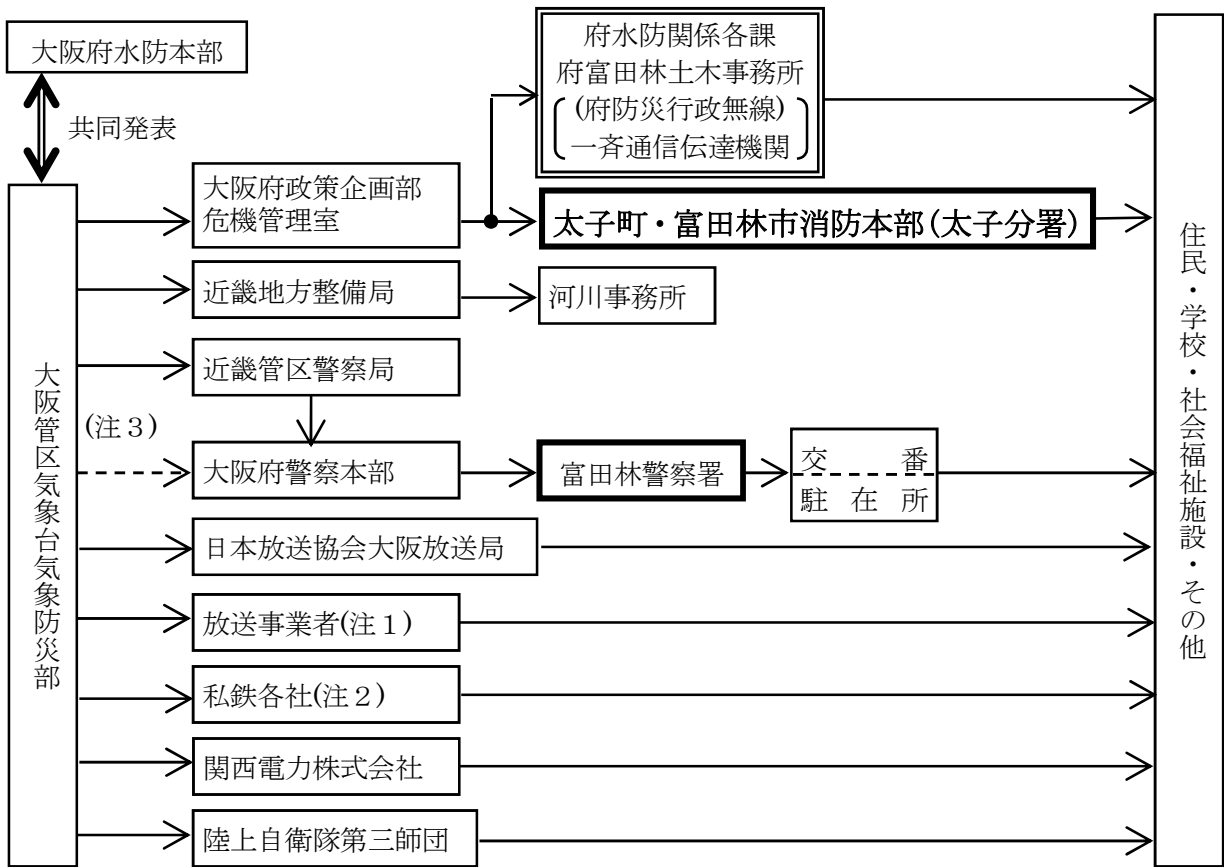 大阪府水防本部
共同発表
府水防関係各課
府富田林土木事務所
(府防災行政無線)
一斉通信伝達機関
大阪府政策企画部
危機管理室
太子町・富田林市消防本部(太子分署)
近畿地方整備局
河川事務所
近畿管区警察局
(注３)
大阪府警察本部
富田林警察署
交番
駐在所
日本放送協会大阪放送局
放送事業者(注１)
私鉄各社(注２)
関西電力株式会社
陸上自衛隊第三師団
大阪管区気象台気象防災部
住民・学校・社会福祉施設・その他